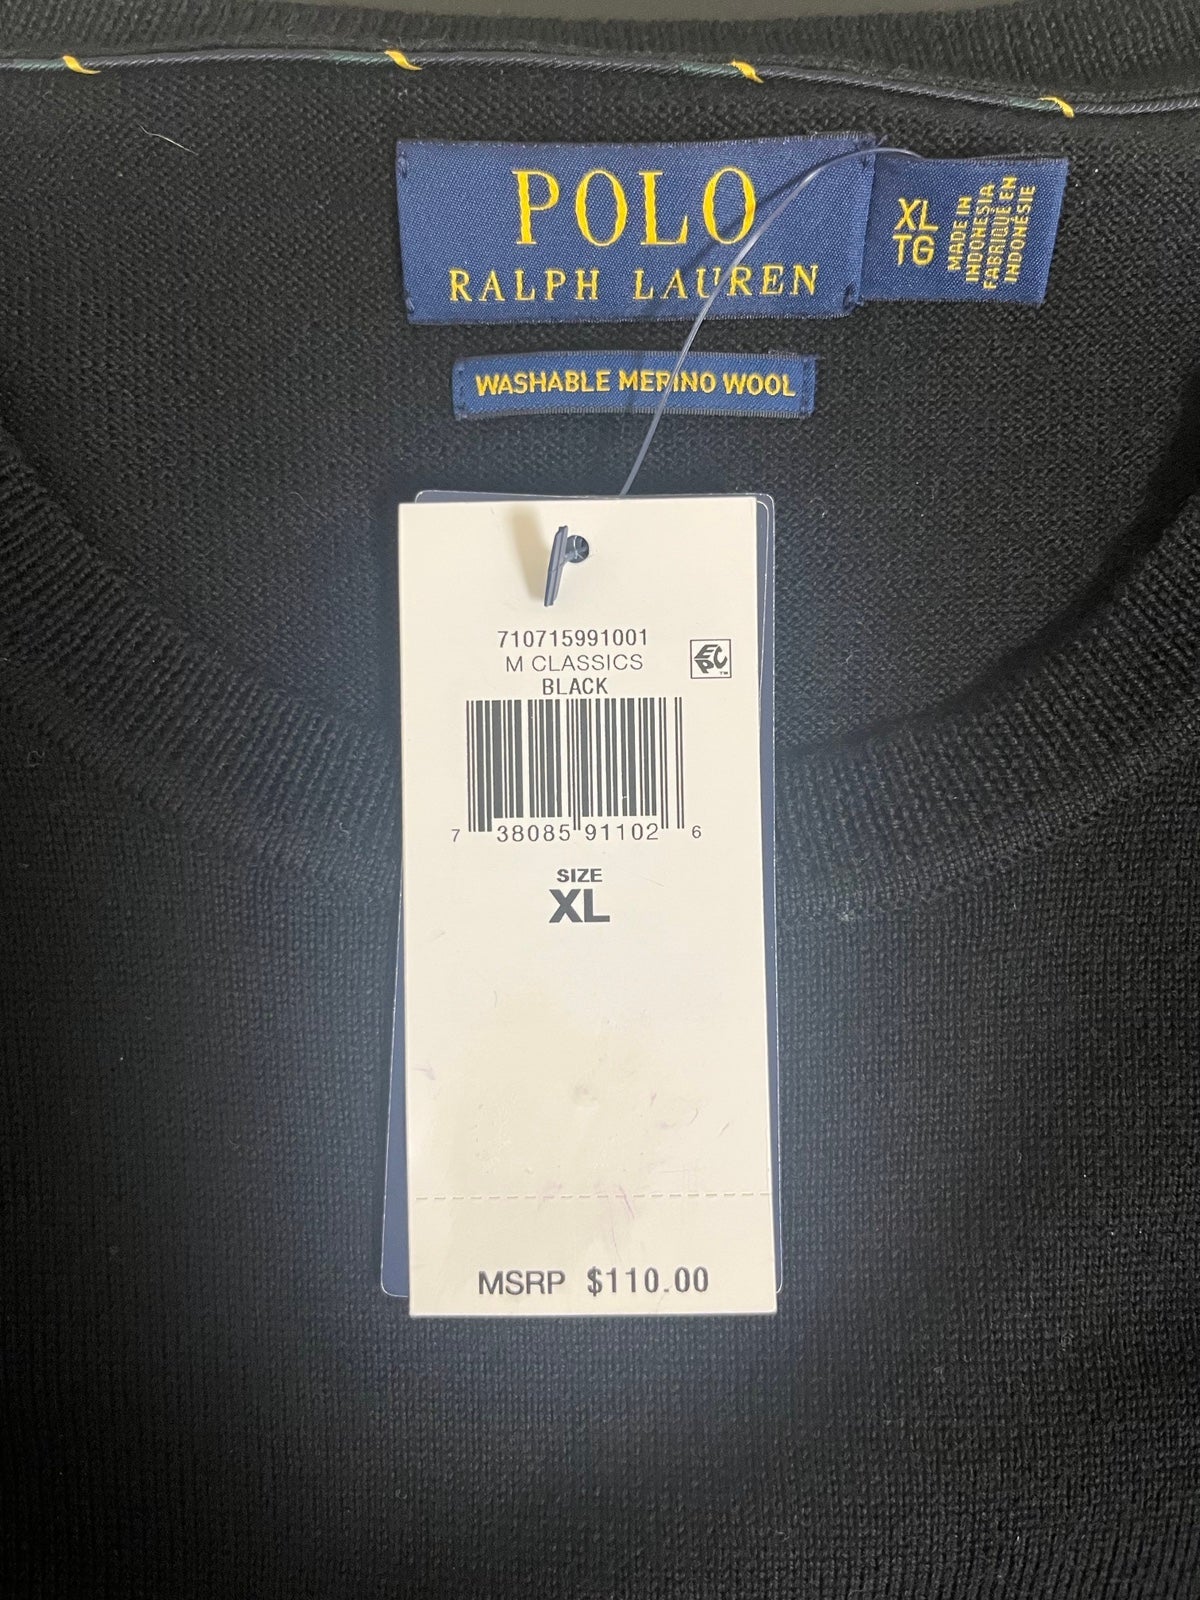 POLO
RALPH LAUREN
XL
TG
MADE IN
INDONESIA
FABRIQUÉ EN
INDONÉSIE
WASHABLE MERINO WOOL
710715991001
M CLASSICS
EPC™
BLACK
7 38085 91102 6
SIZE
XL
MSRP $110.00